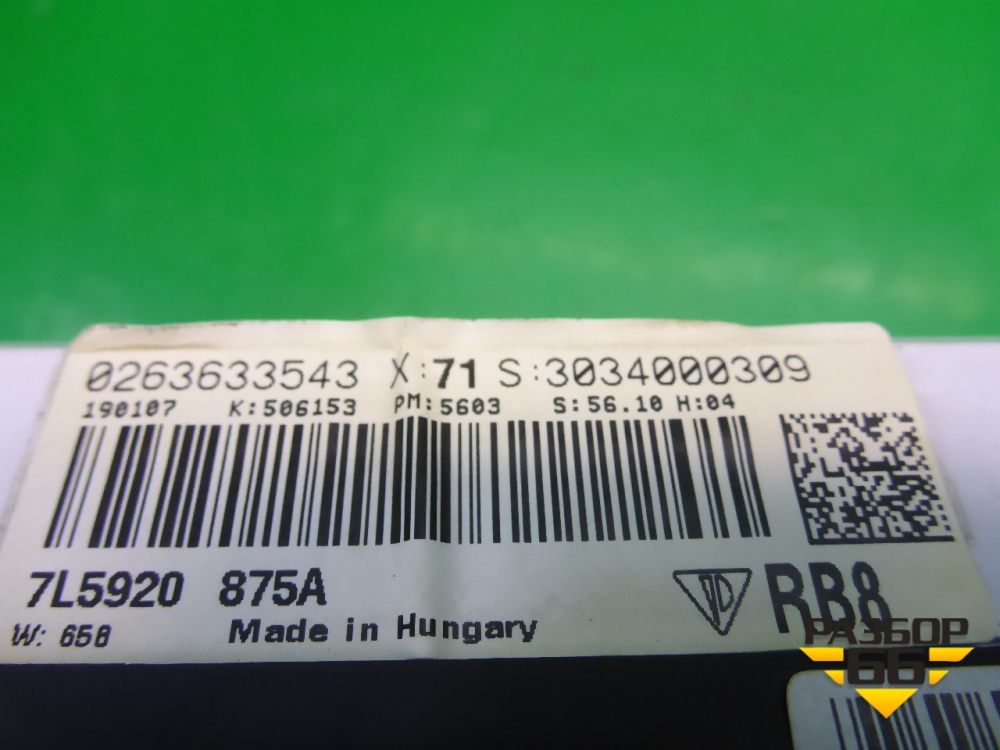 0263633543 X:71 S:3034000309
190107 K:506153 PM:5603 S:56.10 H:04
7L5920 875A
RB8
W: 658 Made in Hungary
РАЗБОР
66